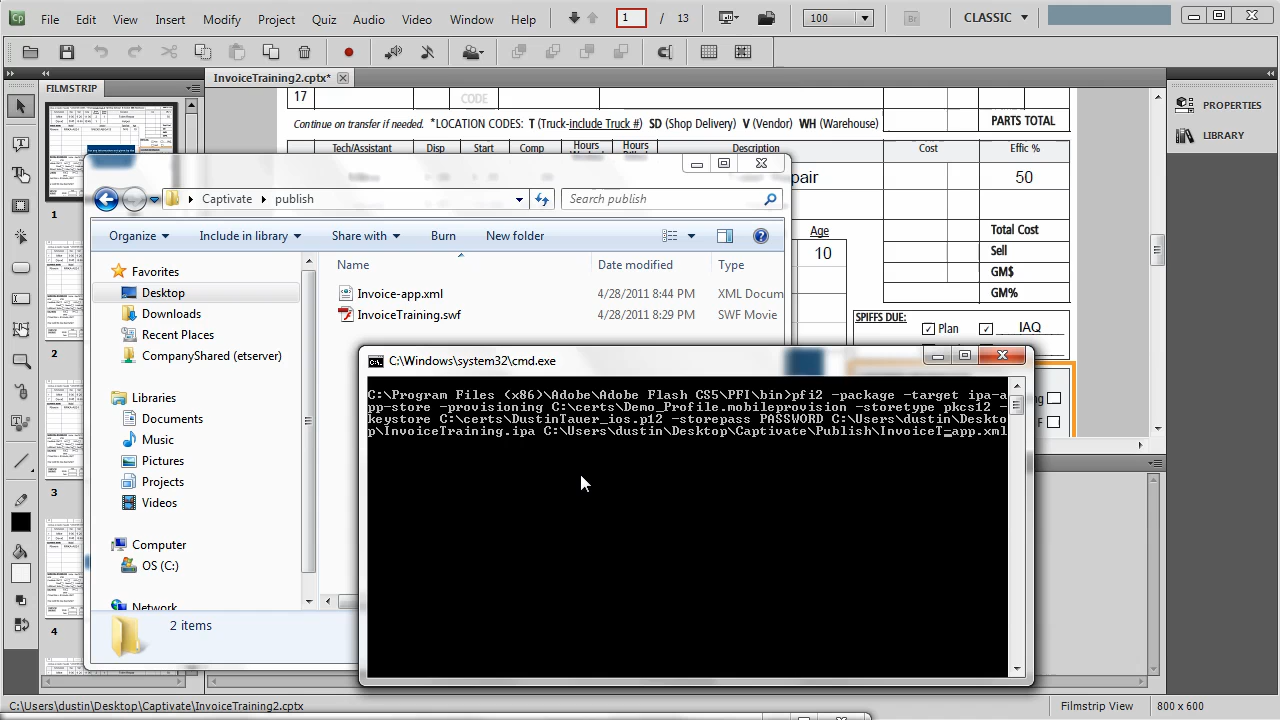 Cp File Edit View Insert Modify Project Quiz Audio Video Window Help 1 / 13 100 Br CLASSIC
InvoiceTraining2.cptx*
FILMSTRIP
17 CODE
Continue on transfer if needed. *LOCATION CODES: T (Truck include Truck #) SD (Shop Delivery) V (Vendor) WH (Warehouse) PARTS TOTAL
Tech/Assistant Disp Start Comp Hours Hours Description Cost Effic %
pair 50
Total Cost
Age Sell
10 GM$
GM%
SPIFFS DUE:
Plan IAQ
PROPERTIES
LIBRARY
Captivate publish Search publish
Organize Include in library Share with Burn New folder
Name Date modified Type
Invoice-app.xml 4/28/2011 8:44 PM XML Docum
InvoiceTraining.swf 4/28/2011 8:29 PM SWF Movie
Favorites
Desktop
Downloads
Recent Places
CompanyShared (etserver)
Libraries
Documents
Music
Pictures
Projects
Videos
Computer
OS (C:)
Network
2 items
C:\Windows\system32\cmd.exe
C:\Program Files (x86)\Adobe\Adobe Flash CS5\PFI\bin>pfi2 -package -target ipa-a
pp-store -provisioning C:\certs\Demo_Profile.mobileprovision -storetype pkcs12 -
keystore C:\certs\DustinTauer_ios.p12 -storepass PASSWORD C:\Users\dustin\Deskto
p\InvoiceTraining.ipa C:\Users\dustin\Desktop\Captivate\Publish\InvoiceT-app.xml
1
2
3
4
C:\Users\dustin\Desktop\Captivate\InvoiceTraining2.cptx Filmstrip View 800 x 600